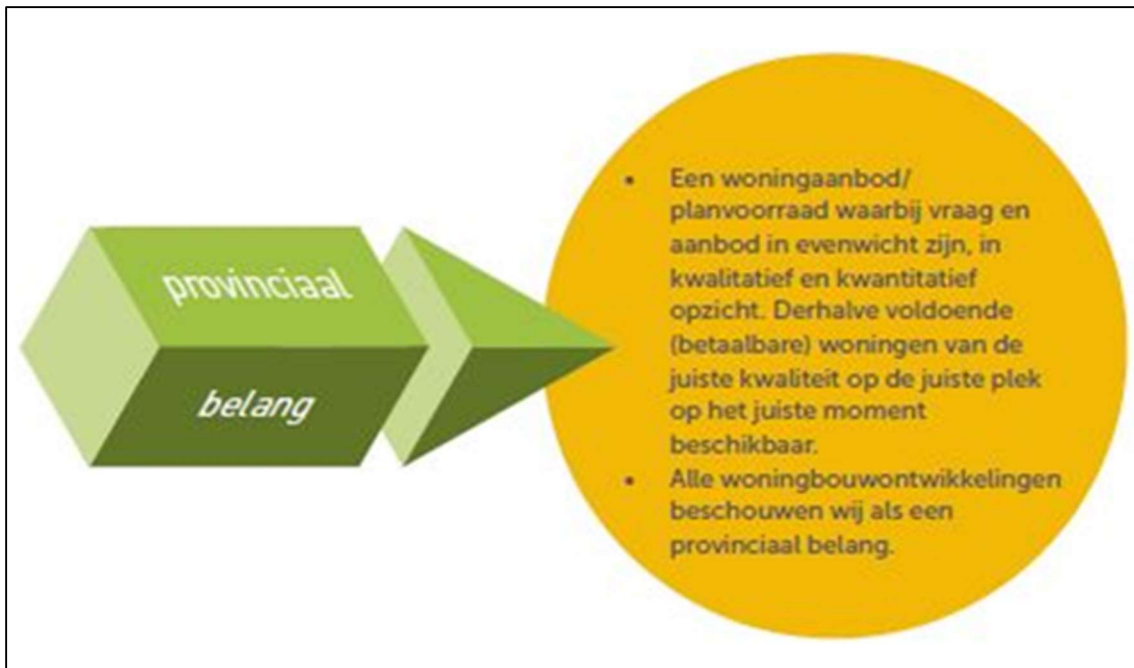 provinciaal
belang
• Een woningaanbod/
planvoorraad waarbij vraag en
aanbod in evenwicht zijn, in
kwalitatief en kwantitatief
opzicht. Derhalve voldoende
(betaalbare) woningen van de
juiste kwaliteit op de juiste plek
op het juiste moment
beschikbaar.
• Alle woningbouwontwikkelingen
beschouwen wij als een
provinciaal belang.